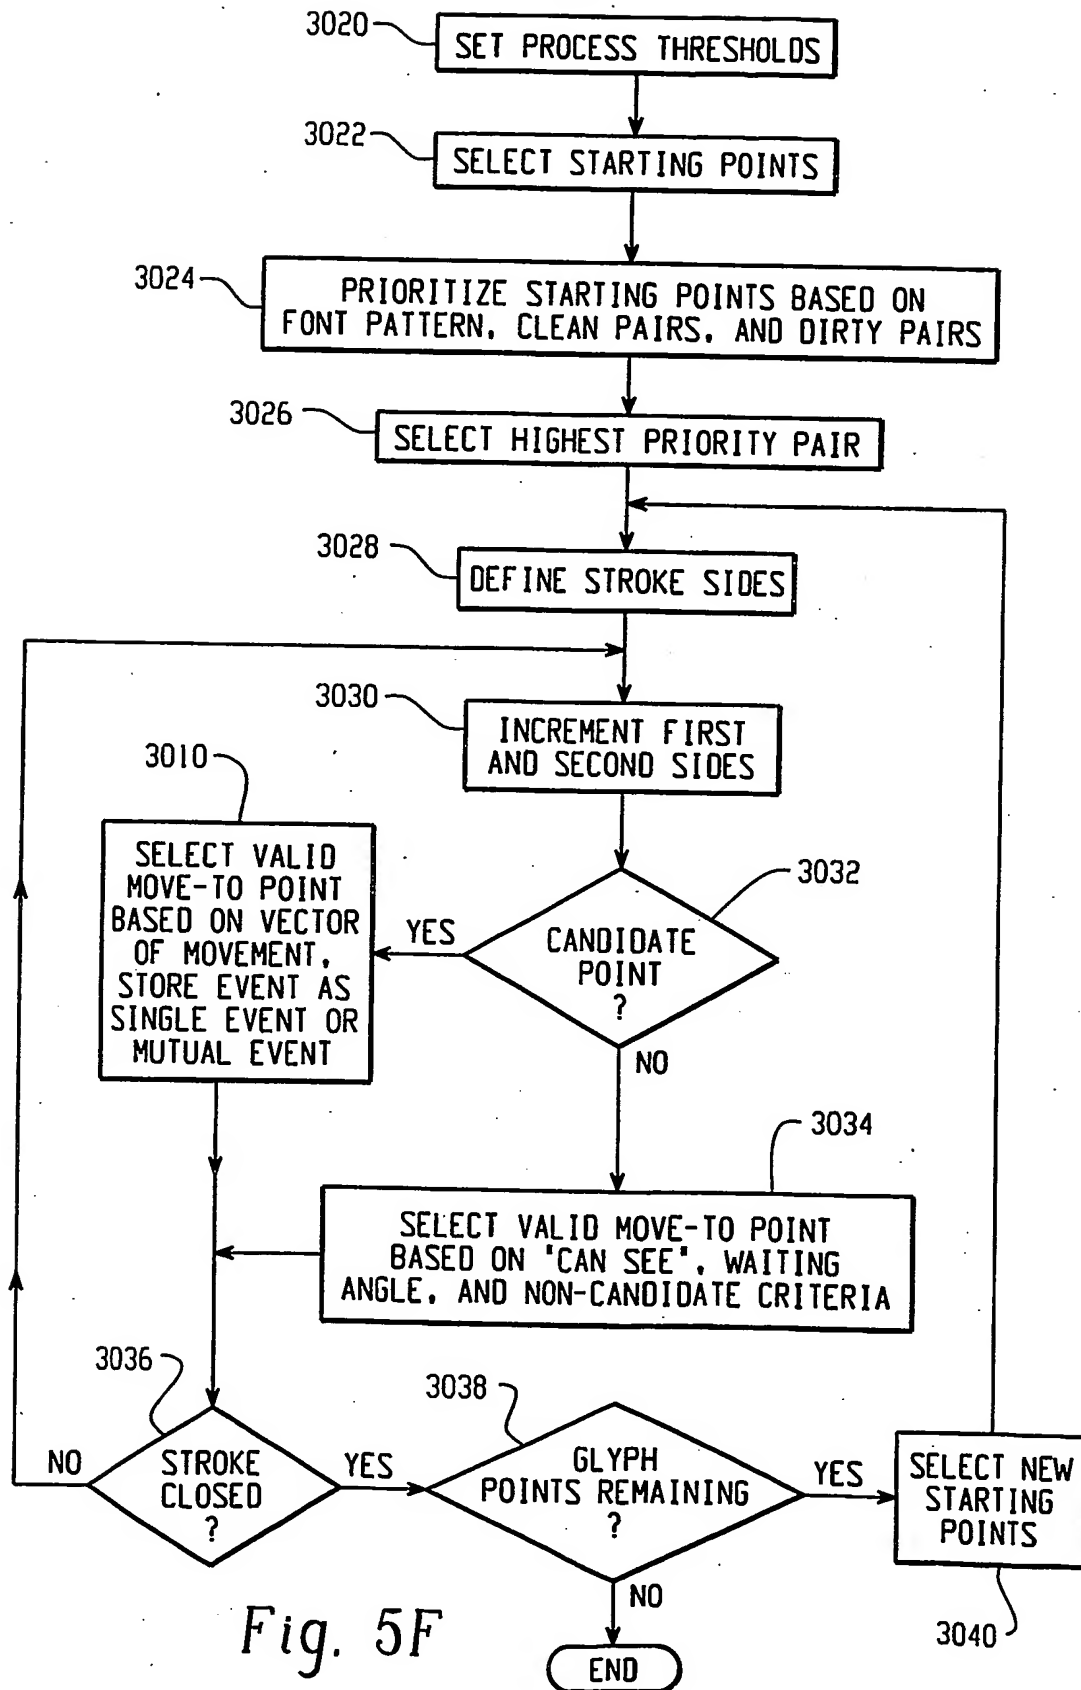 3020
SET PROCESS THRESHOLDS
3022
SELECT STARTING POINTS
3024
PRIORITIZE STARTING POINTS BASED ON
FONT PATTERN, CLEAN PAIRS, AND DIRTY PAIRS
3026
SELECT HIGHEST PRIORITY PAIR
3028
DEFINE STROKE SIDES
3030
INCREMENT FIRST
AND SECOND SIDES
3010
SELECT VALID
MOVE-TO POINT
BASED ON VECTOR
OF MOVEMENT,
STORE EVENT AS
SINGLE EVENT OR
MUTUAL EVENT
3032
YES
CANDIDATE
POINT
?
NO
3034
SELECT VALID MOVE-TO POINT
BASED ON "CAN SEE", WAITING
ANGLE, AND NON-CANDIDATE CRITERIA
3036
NO
STROKE
CLOSED
?
YES
3038
GLYPH
POINTS REMAINING
?
YES
SELECT NEW
STARTING
POINTS
3040
NO
END
Fig. 5F